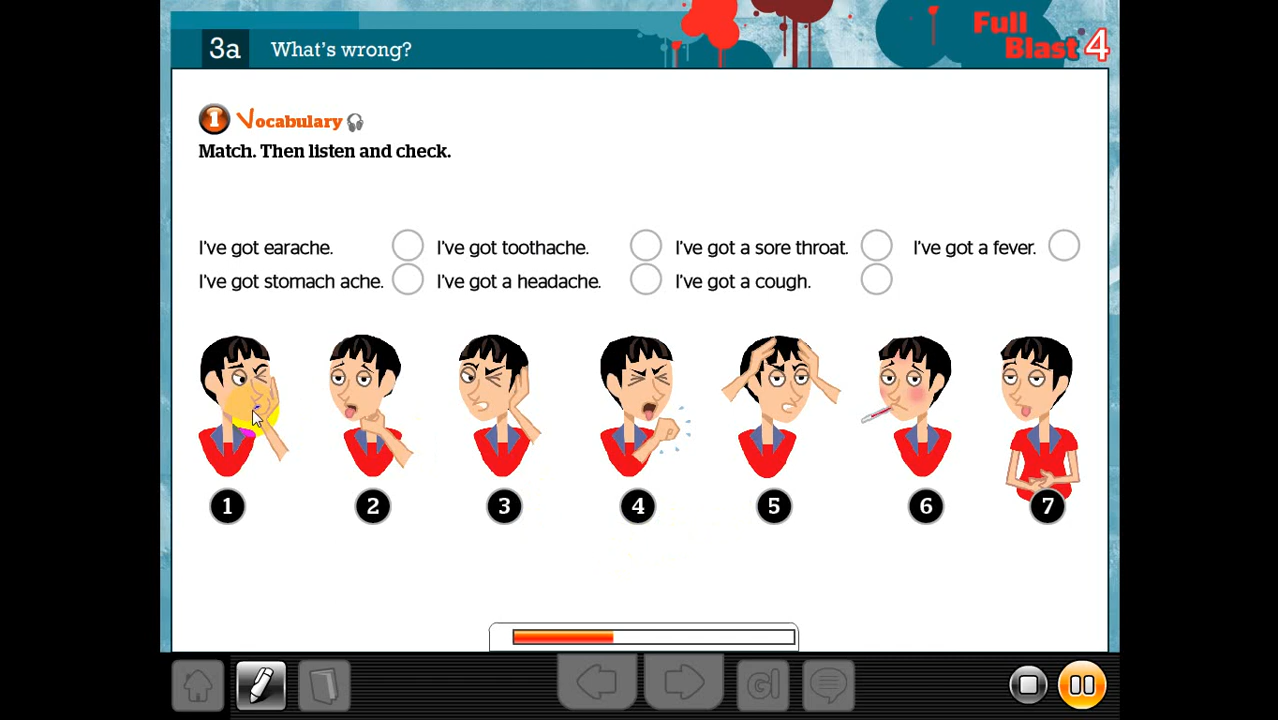 3a What's wrong?
Full
Blast 4
1 Vocabulary
Match. Then listen and check.
I've got earache. I've got toothache. I've got a sore throat. I've got a fever.
I've got stomach ache. I've got a headache. I've got a cough.
1 2 3 4 5 6 7
GI